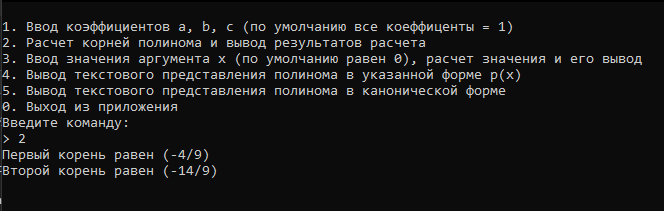 1. Ввод коэффициентов a, b, c (по умолчанию все коеффиценты = 1)
2. Расчет корней полинома и вывод результатов расчета
3. Ввод значения аргумента x (по умолчанию равен 0), расчет значения и его вывод
4. Вывод текстового представления полинома в указанной форме p(x)
5. Вывод текстового представления полинома в канонической форме
0. Выход из приложения
Введите команду:
> 2
Первый корень равен (-4/9)
Второй корень равен (-14/9)